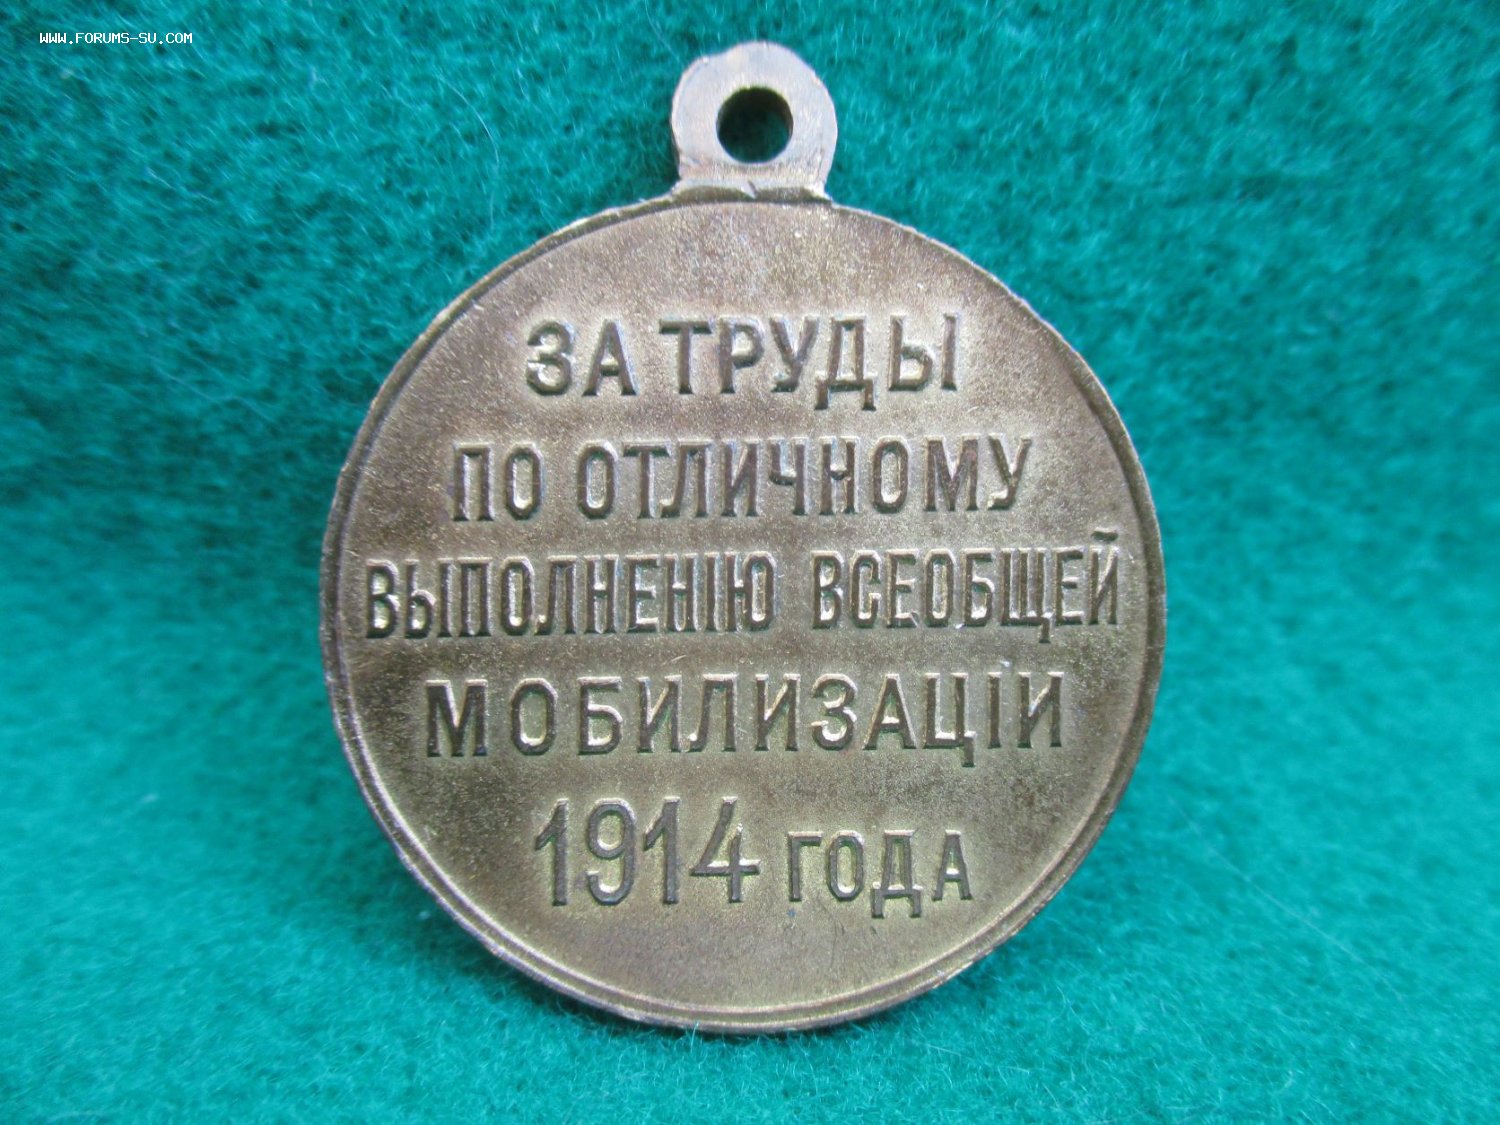 WWW.FORUMS-SU.COM
ЗА ТРУДЫ
ПО ОТЛИЧНОМУ
ВЫПОЛНЕНІЮ ВСЕОБЩЕЙ
МОБИЛИЗАЦІИ
1914 ГОДА